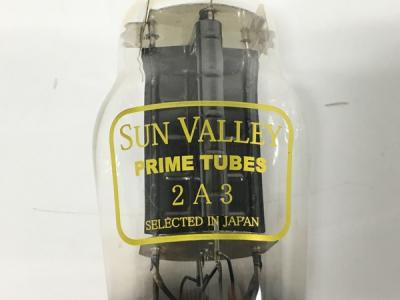 SUN VALLEY
PRIME TUBES
2A3
SELECTED IN JAPAN